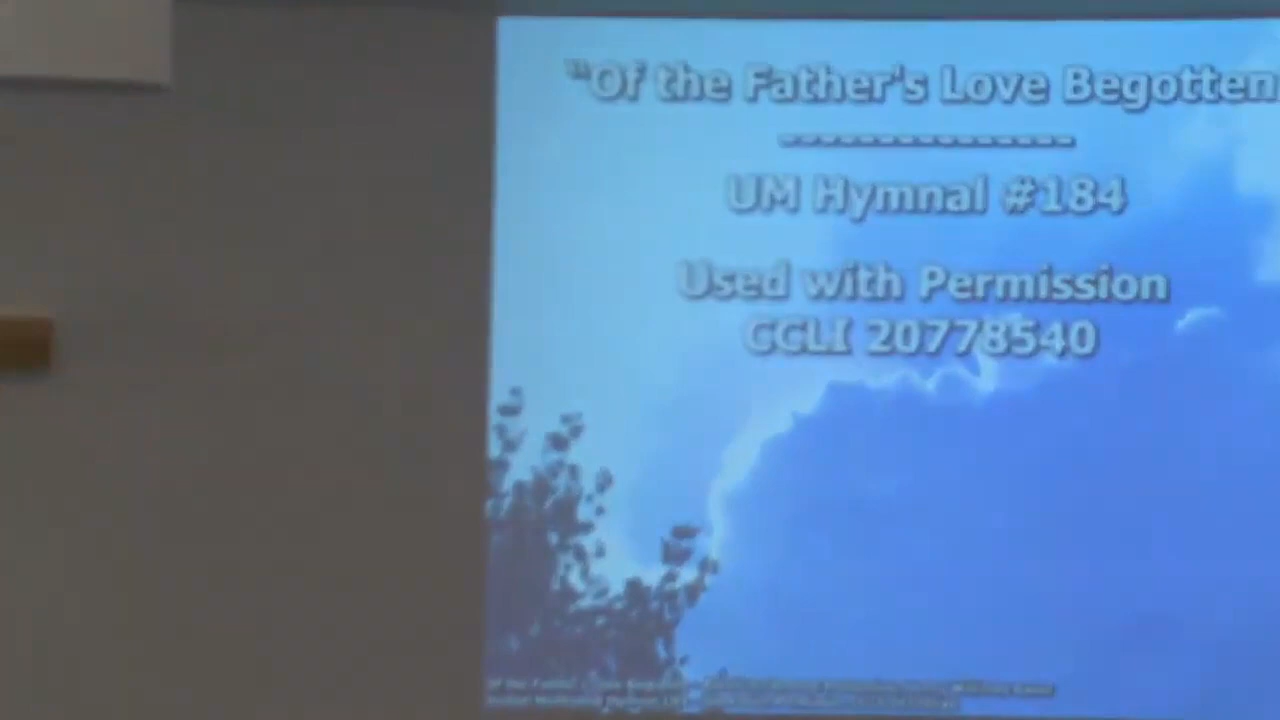 "Of the Father's Love Begotten
---------------
UM Hymnal #184
Used with Permission
CCLI 20778540